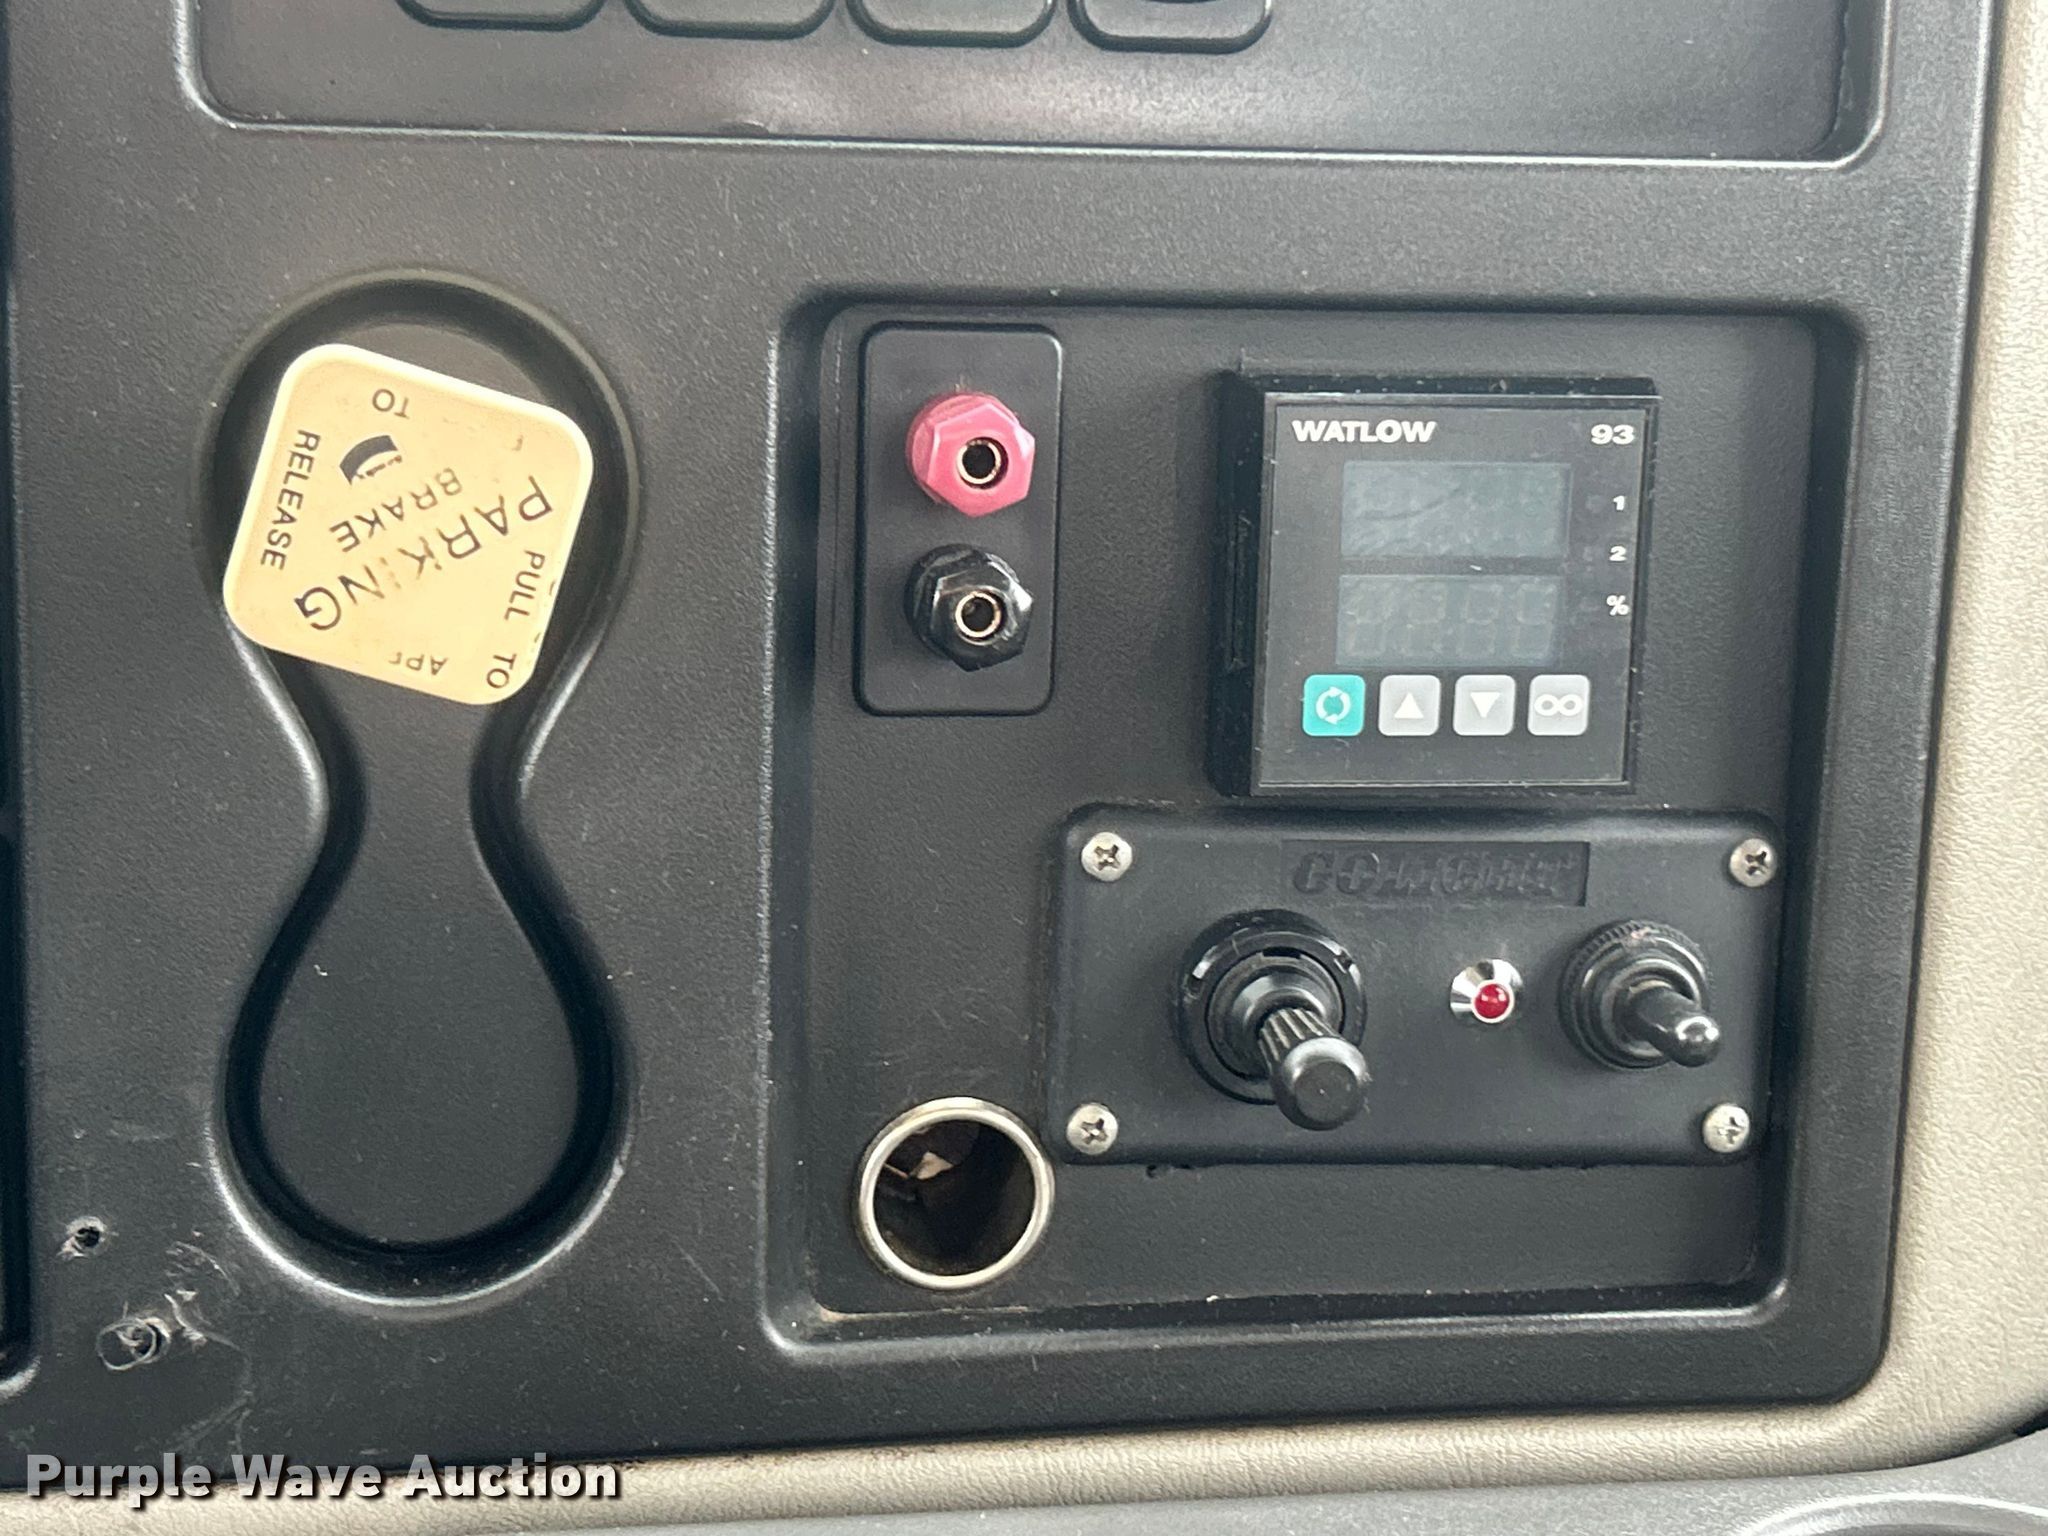 WATLOW 93
1
2
%
TO
RELEASE
PARKING
BRAKE
PULL TO
Purple Wave Auction